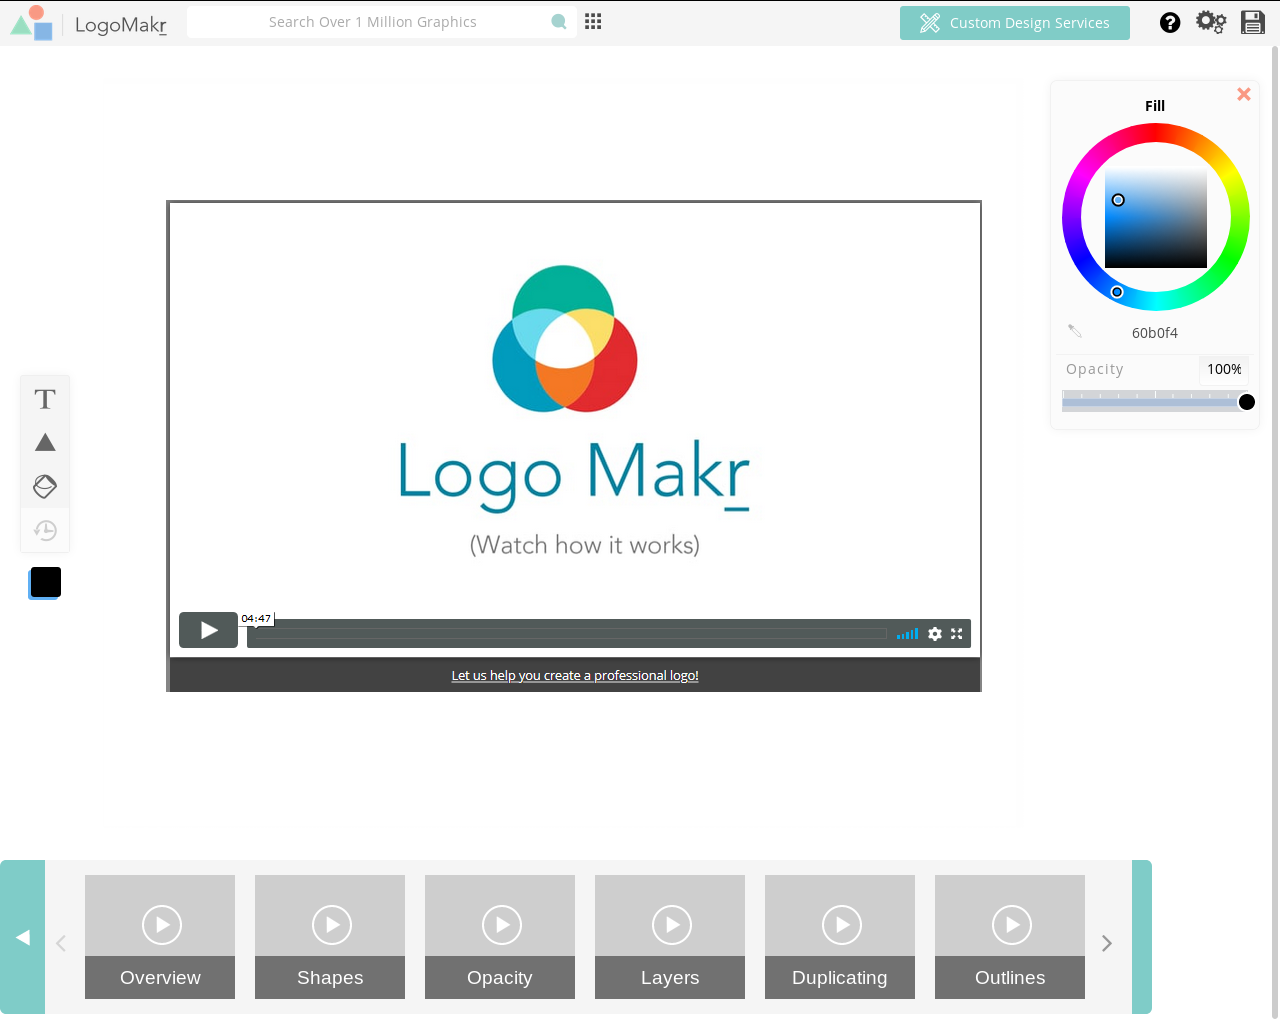 LogoMakr
Search Over 1 Million Graphics
Custom Design Services
Fill
60b0f4
Opacity
100%
Logo Makr
(Watch how it works)
T
04:47
Let us help you create a professional logo!
Overview
Shapes
Opacity
Layers
Duplicating
Outlines